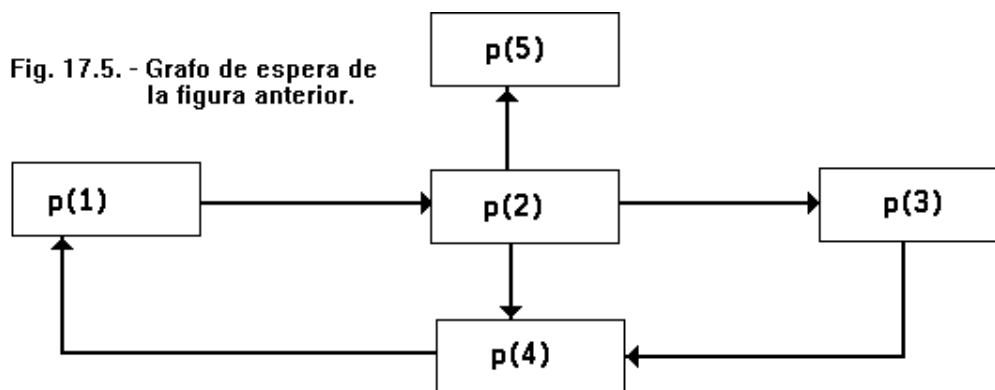 Fig. 17.5. - Grafo de espera de
la figura anterior.
p(5)
p(1)
p(2)
p(3)
p(4)